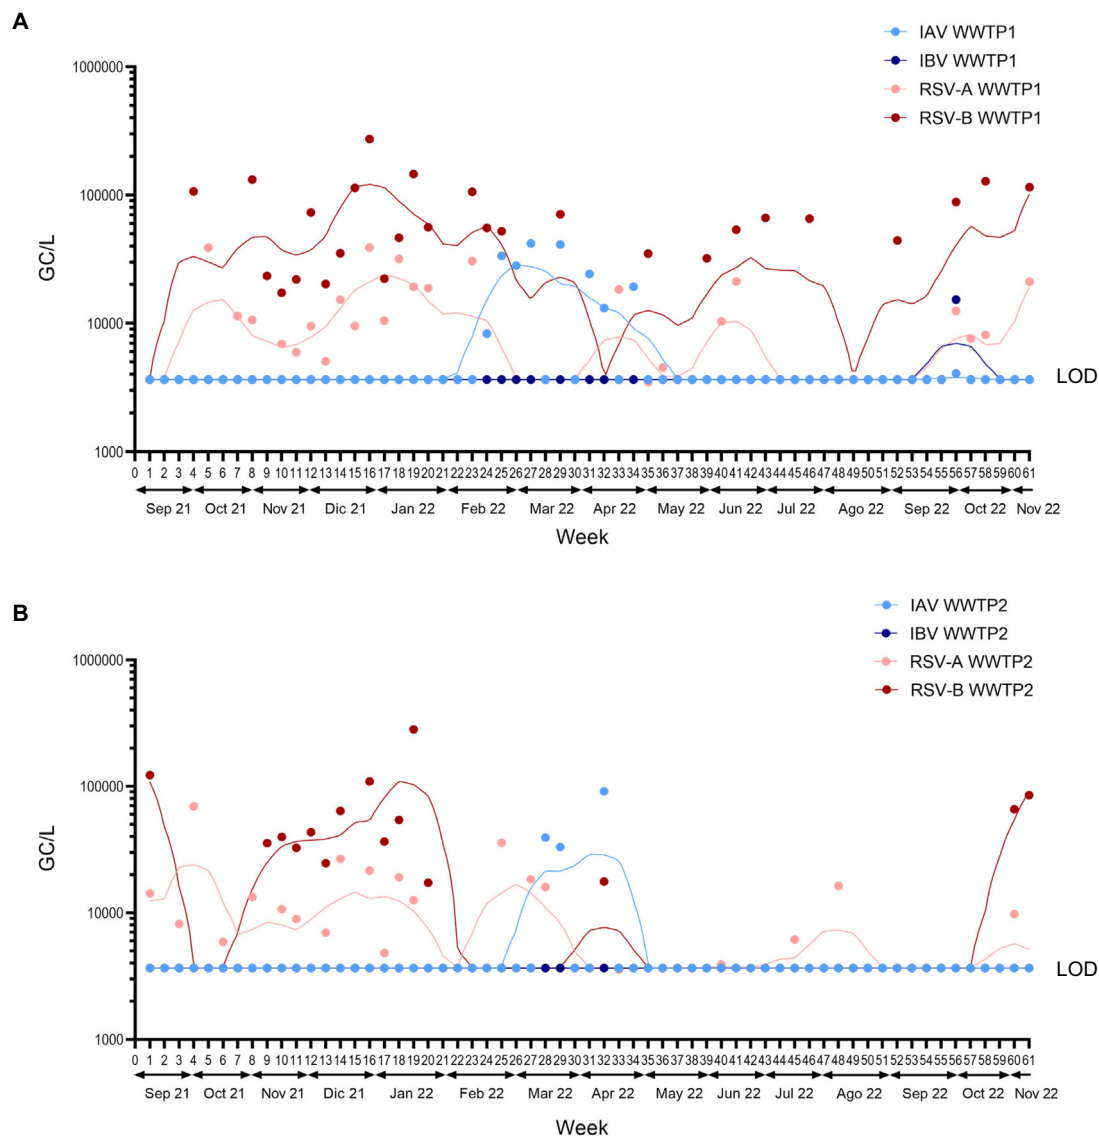 A
IAV WWTP1
IBV WWTP1
RSV-A WWTP1
RSV-B WWTP1
1000000
100000
10000
1000
GC/L
LOD
0 1 2 3 4 5 6 7 8 9 10 11 12 13 14 15 16 17 18 19 20 21 22 23 24 25 26 27 28 29 30 31 32 33 34 35 36 37 38 39 40 41 42 43 44 45 46 47 48 49 50 51 52 53 54 55 56 57 58 59 60 61
Sep 21 Oct 21 Nov 21 Dic 21 Jan 22 Feb 22 Mar 22 Apr 22 May 22 Jun 22 Jul 22 Ago 22 Sep 22 Oct 22 Nov 22
Week
B
IAV WWTP2
IBV WWTP2
RSV-A WWTP2
RSV-B WWTP2
1000000
100000
10000
1000
GC/L
LOD
0 1 2 3 4 5 6 7 8 9 10 11 12 13 14 15 16 17 18 19 20 21 22 23 24 25 26 27 28 29 30 31 32 33 34 35 36 37 38 39 40 41 42 43 44 45 46 47 48 49 50 51 52 53 54 55 56 57 58 59 60 61
Sep 21 Oct 21 Nov 21 Dic 21 Jan 22 Feb 22 Mar 22 Apr 22 May 22 Jun 22 Jul 22 Ago 22 Sep 22 Oct 22 Nov 22
Week